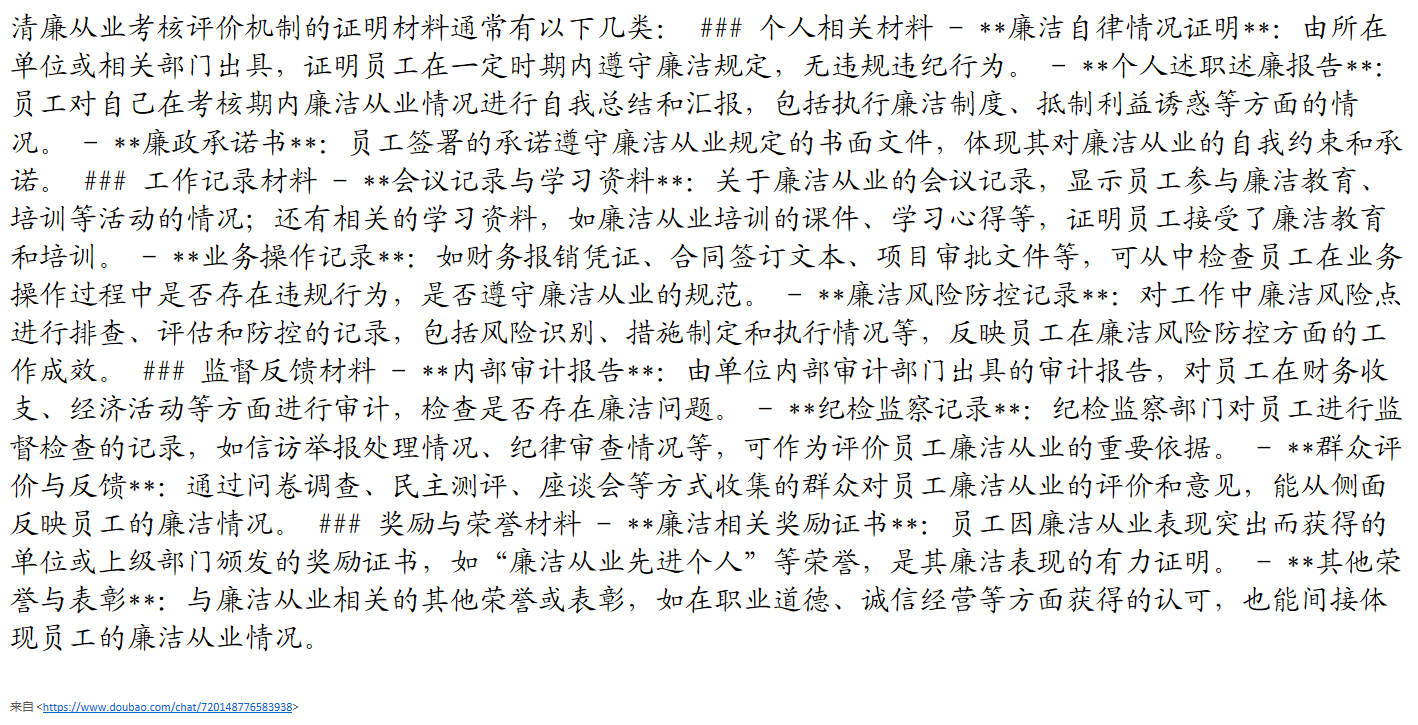 清廉从业考核评价机制的证明材料通常有以下几类： ### 个人相关材料 - **廉洁自律情况证明**：由所在
单位或相关部门出具，证明员工在一定时期内遵守廉洁规定，无违规违纪行为。 - **个人述职述廉报告**：
员工对自己在考核期内廉洁从业情况进行自我总结和汇报，包括执行廉洁制度、抵制利益诱惑等方面的情
况。 - **廉政承诺书**：员工签署的承诺遵守廉洁从业规定的书面文件，体现其对廉洁从业的自我约束和承
诺。 ### 工作记录材料 - **会议记录与学习资料**：关于廉洁从业的会议记录，显示员工参与廉洁教育、
培训等活动的情况；还有相关的学习资料，如廉洁从业培训的课件、学习心得等，证明员工接受了廉洁教育
和培训。 - **业务操作记录**：如财务报销凭证、合同签订文本、项目审批文件等，可从中检查员工在业务
操作过程中是否存在违规行为，是否遵守廉洁从业的规范。 - **廉洁风险防控记录**：对工作中廉洁风险点
进行排查、评估和防控的记录，包括风险识别、措施制定和执行情况等，反映员工在廉洁风险防控方面的工
作成效。 ### 监督反馈材料 - **内部审计报告**：由单位内部审计部门出具的审计报告，对员工在财务收
支、经济活动等方面进行审计，检查是否存在廉洁问题。 - **纪检监察记录**：纪检监察部门对员工进行监
督检查的记录，如信访举报处理情况、纪律审查情况等，可作为评价员工廉洁从业的重要依据。 - **群众评
价与反馈**：通过问卷调查、民主测评、座谈会等方式收集的群众对员工廉洁从业的评价和意见，能从侧面
反映员工的廉洁情况。 ### 奖励与荣誉材料 - **廉洁相关奖励证书**：员工因廉洁从业表现突出而获得的
单位或上级部门颁发的奖励证书，如“廉洁从业先进个人”等荣誉，是其廉洁表现的有力证明。 - **其他荣
誉与表彰**：与廉洁从业相关的其他荣誉或表彰，如在职业道德、诚信经营等方面获得的认可，也能间接体
现员工的廉洁从业情况。
来自 <https://www.doubao.com/chat/720148776583938>